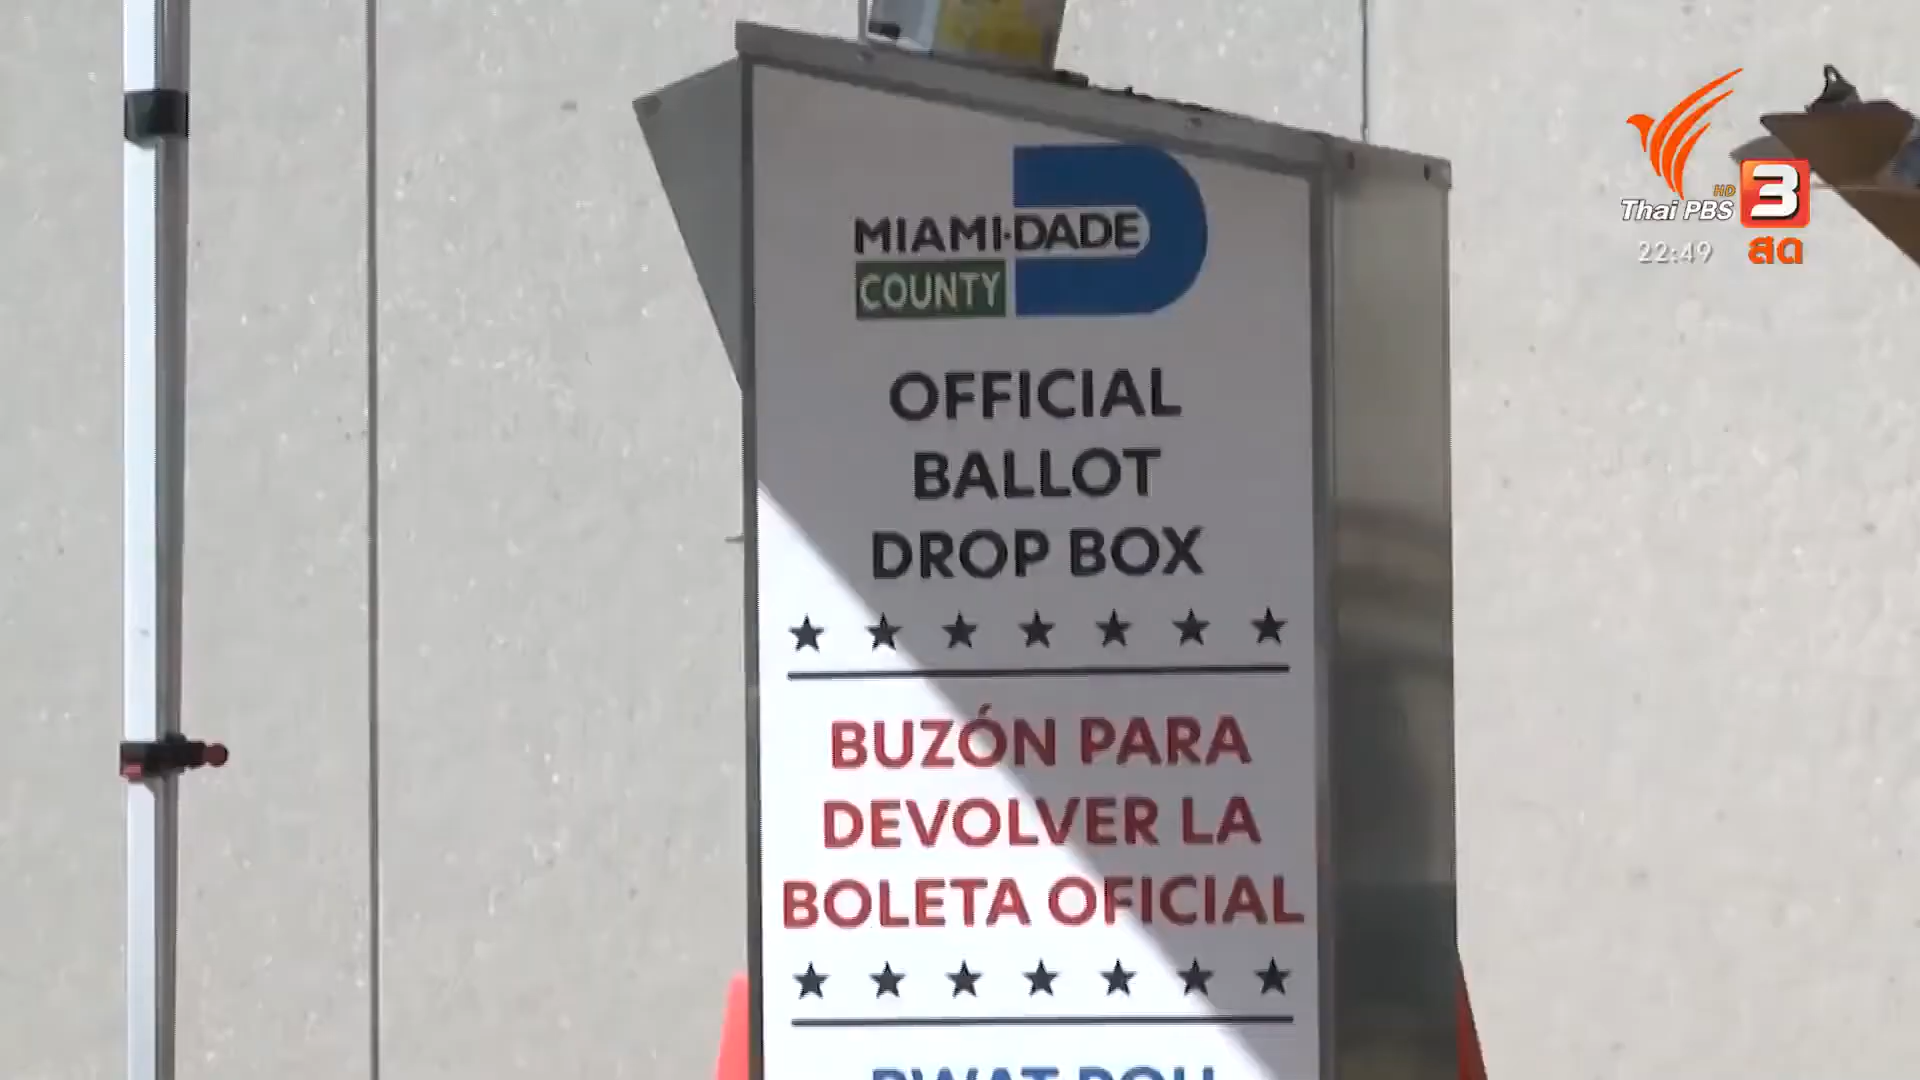 MIAMI-DADE
COUNTY
OFFICIAL
BALLOT
DROP BOX
BUZÓN PARA
DEVOLVER LA
BOLETA OFICIAL
Thai PBS HD 3
22:49 สด